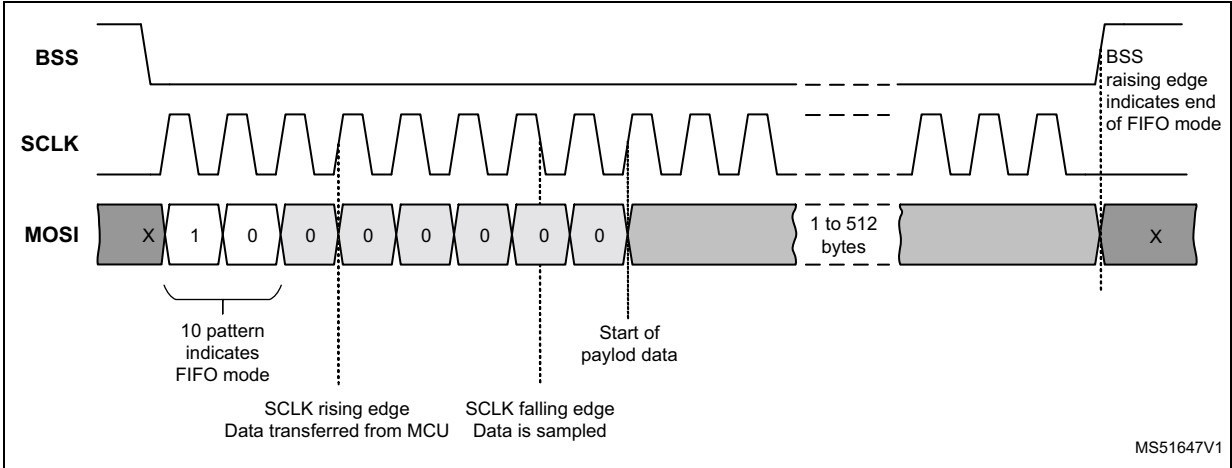 BSS
BSS
raising edge
indicates end
of FIFO mode
SCLK
MOSI
X 1 0 0 0 0 0 0 0
1 to 512
bytes
X
10 pattern
indicates
FIFO mode
Start of
paylod data
SCLK rising edge
Data transferred from MCU
SCLK falling edge
Data is sampled
MS51647V1